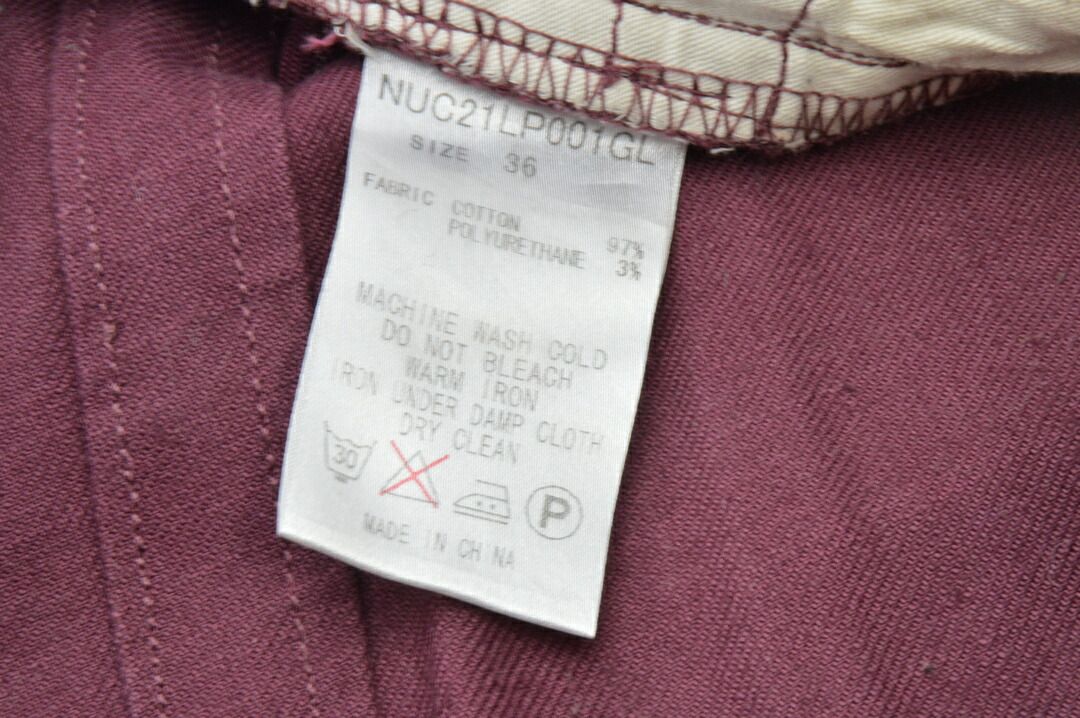 NUC21LP001GL
SIZE 36
FABRIC COTTON 97%
POLYURETHANE 3%
MACHINE WASH COLD
DO NOT BLEACH
WARM IRON
IRON UNDER DAMP CLOTH
DRY CLEAN
30 P
MADE IN CHINA